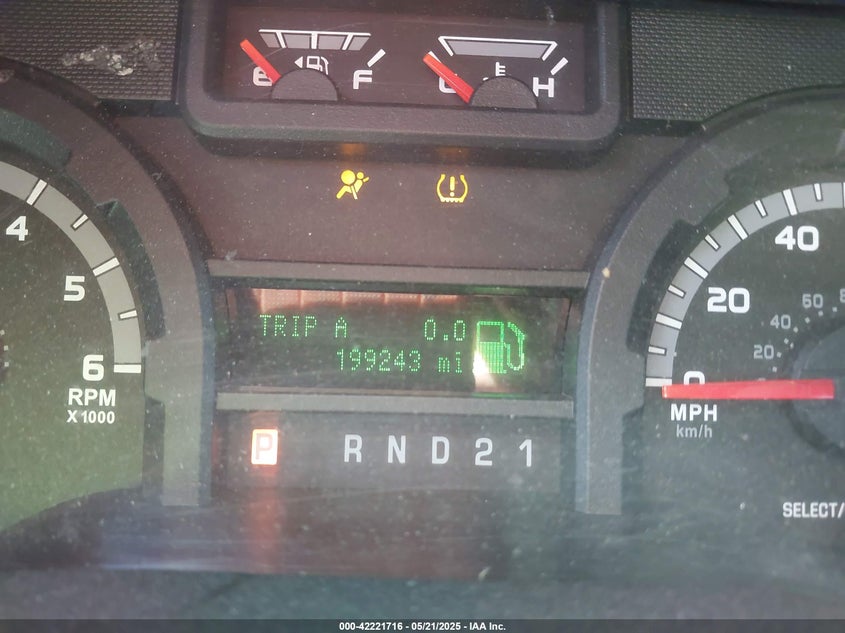 E F
C H
4
5
6
RPM
X1000
TRIP A 0.0
199243 mi
P R N D 2 1
40
20
0
60
40
20
MPH
km/h
SELECT/
000-42221716 - 05/21/2025 - IAA Inc.